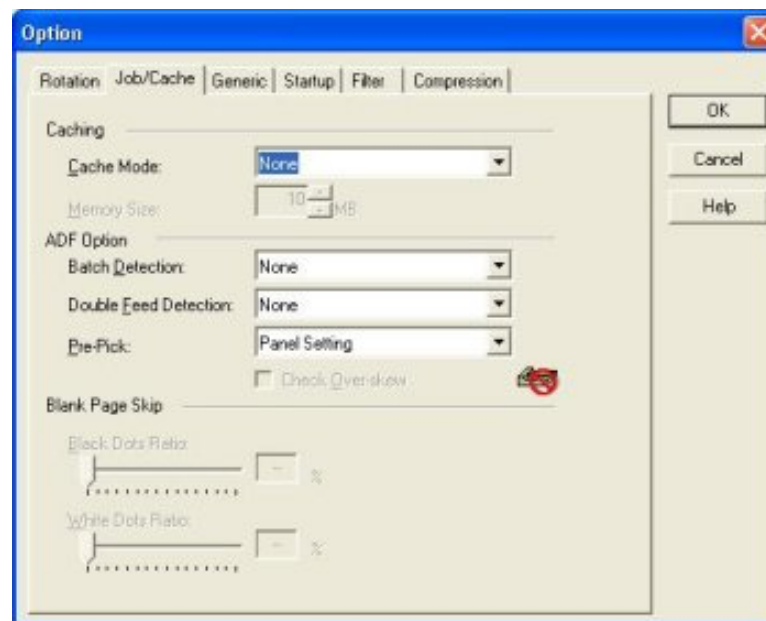 Option
Rotation Job/Cache Generic Startup Filter Compression
OK
Caching
Cache Mode: None
Cancel
Memory Size: 10 MB
Help
ADF Option
Batch Detection: None
Double Feed Detection: None
Pre-Pick: Panel Setting
Check Over-skew
Blank Page Skip
Black Dots Ratio:
-- %
White Dots Ratio:
-- %